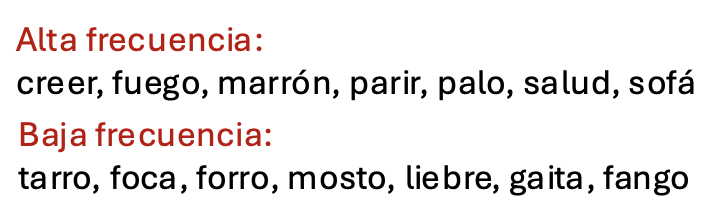 Alta frecuencia:
creer, fuego, marrón, parir, palo, salud, sofá
Baja frecuencia:
tarro, foca, forro, mosto, liebre, gaita, fango